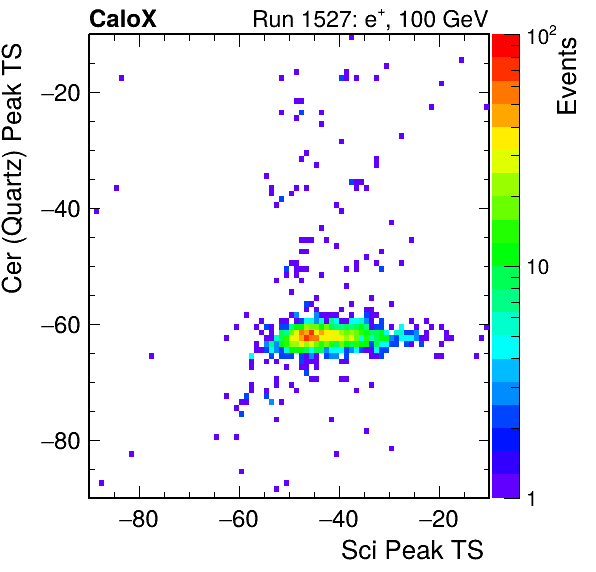 CaloX Run 1527: e⁺, 100 GeV
Cer (Quartz) Peak TS
−20
−40
−60
−80
−80 −60 −40 −20
Sci Peak TS
10²
10
1
Events